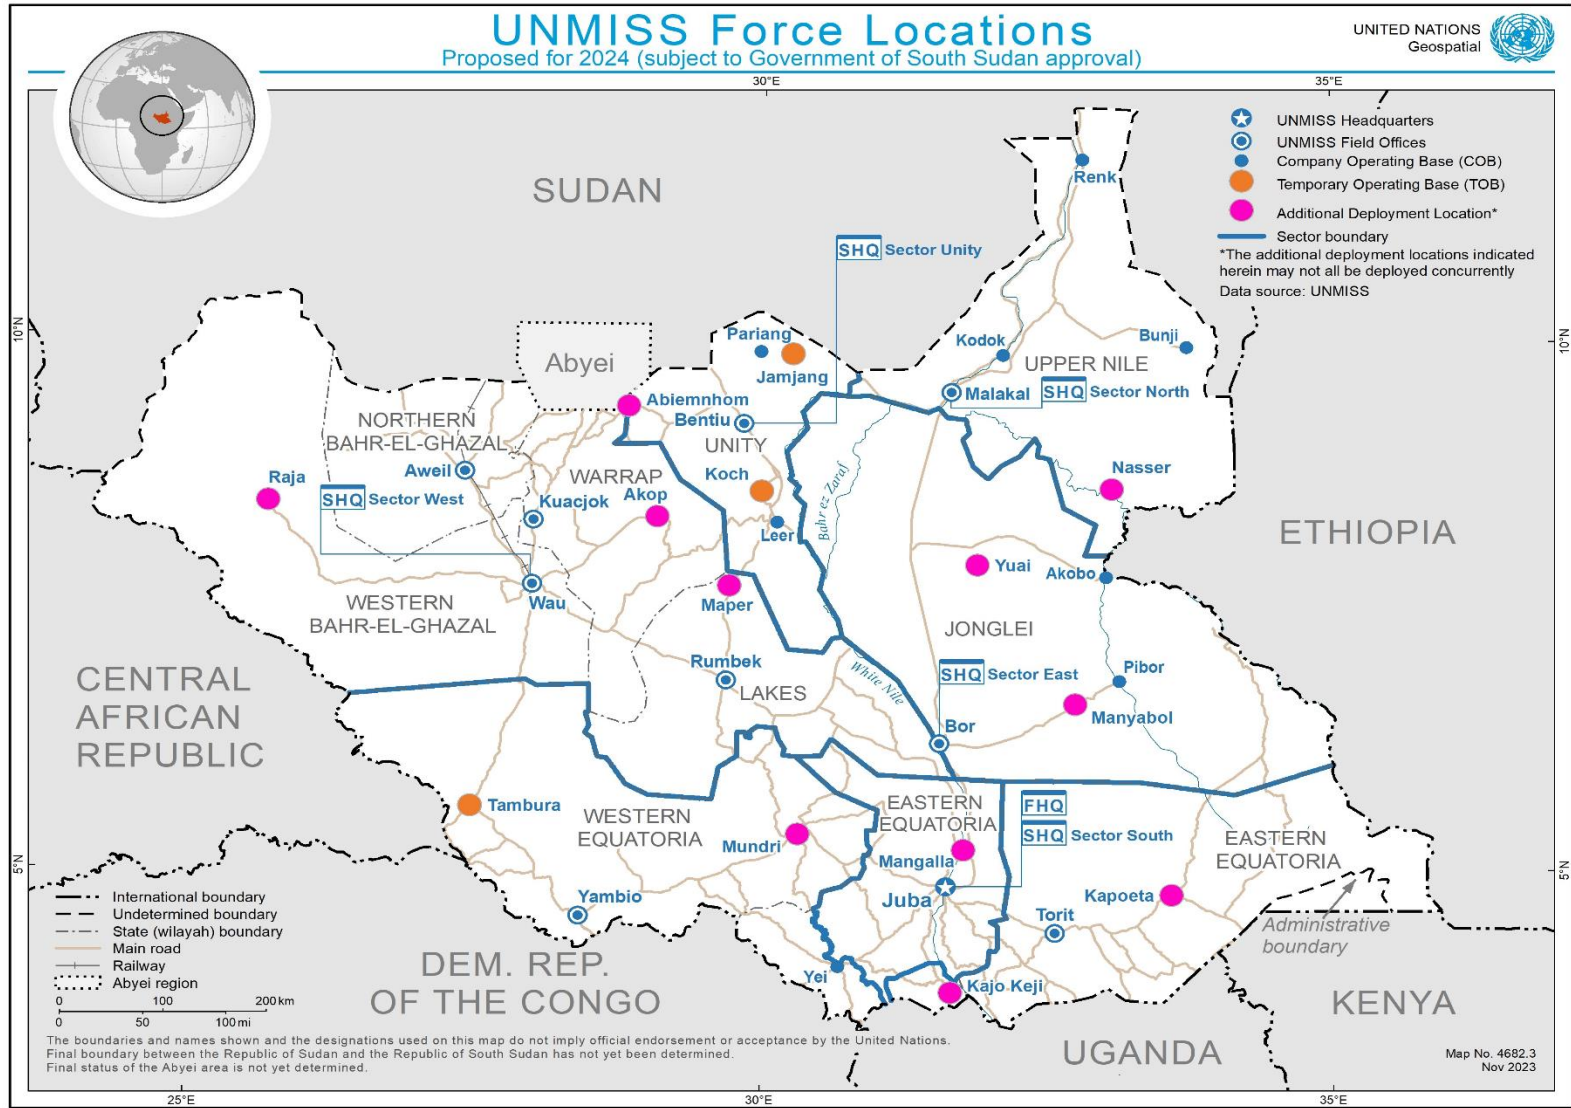 UNMISS Force Locations
Proposed for 2024 (subject to Government of South Sudan approval)
UNITED NATIONS
Geospatial
30°E
35°E
UNMISS Headquarters
UNMISS Field Offices
Company Operating Base (COB)
Temporary Operating Base (TOB)
Additional Deployment Location*
Sector boundary
*The additional deployment locations indicated
herein may not all be deployed concurrently
Data source: UNMISS
SUDAN
Renk
SHQ Sector Unity
10°N
10°N
Abyei
Pariang
Jamjang
Kodok
Bunji
UPPER NILE
Malakal
SHQ Sector North
Abiemnhom
Bentiu
UNITY
NORTHERN
BAHR-EL-GHAZAL
Aweil
WARRAP
Akop
Koch
Raja
SHQ Sector West
Kuacjok
Leer
Bahr ez Zaraf
Nasser
ETHIOPIA
Yuai
Akobo
Wau
WESTERN
BAHR-EL-GHAZAL
Maper
JONGLEI
Rumbek
LAKES
White Nile
SHQ Sector East
Pibor
Manyabol
Bor
CENTRAL
AFRICAN
REPUBLIC
Tambura
WESTERN
EQUATORIA
Mundri
EASTERN
EQUATORIA
FHQ
SHQ Sector South
Mangalla
Juba
EASTERN
EQUATORIA
5°N
5°N
Kapoeta
Torit
Administrative
boundary
Yambio
Yei
Kajo Keji
DEM. REP.
OF THE CONGO
UGANDA
KENYA
International boundary
Undetermined boundary
State (wilayah) boundary
Main road
Railway
Abyei region
0 100 200 km
0 50 100 mi
The boundaries and names shown and the designations used on this map do not imply official endorsement or acceptance by the United Nations.
Final boundary between the Republic of Sudan and the Republic of South Sudan has not yet been determined.
Final status of the Abyei area is not yet determined.
Map No. 4682.3
Nov 2023
25°E
30°E
35°E